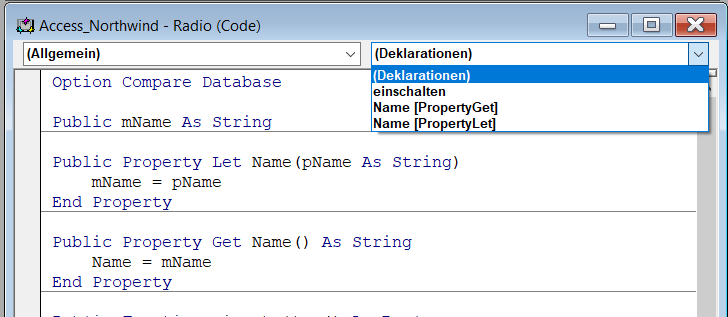 Access_Northwind - Radio (Code)
(Allgemein)
(Deklarationen)
(Deklarationen)
einschalten
Name [PropertyGet]
Name [PropertyLet]
Option Compare Database
Public mName As String
Public Property Let Name(pName As String)
mName = pName
End Property
Public Property Get Name() As String
Name = mName
End Property